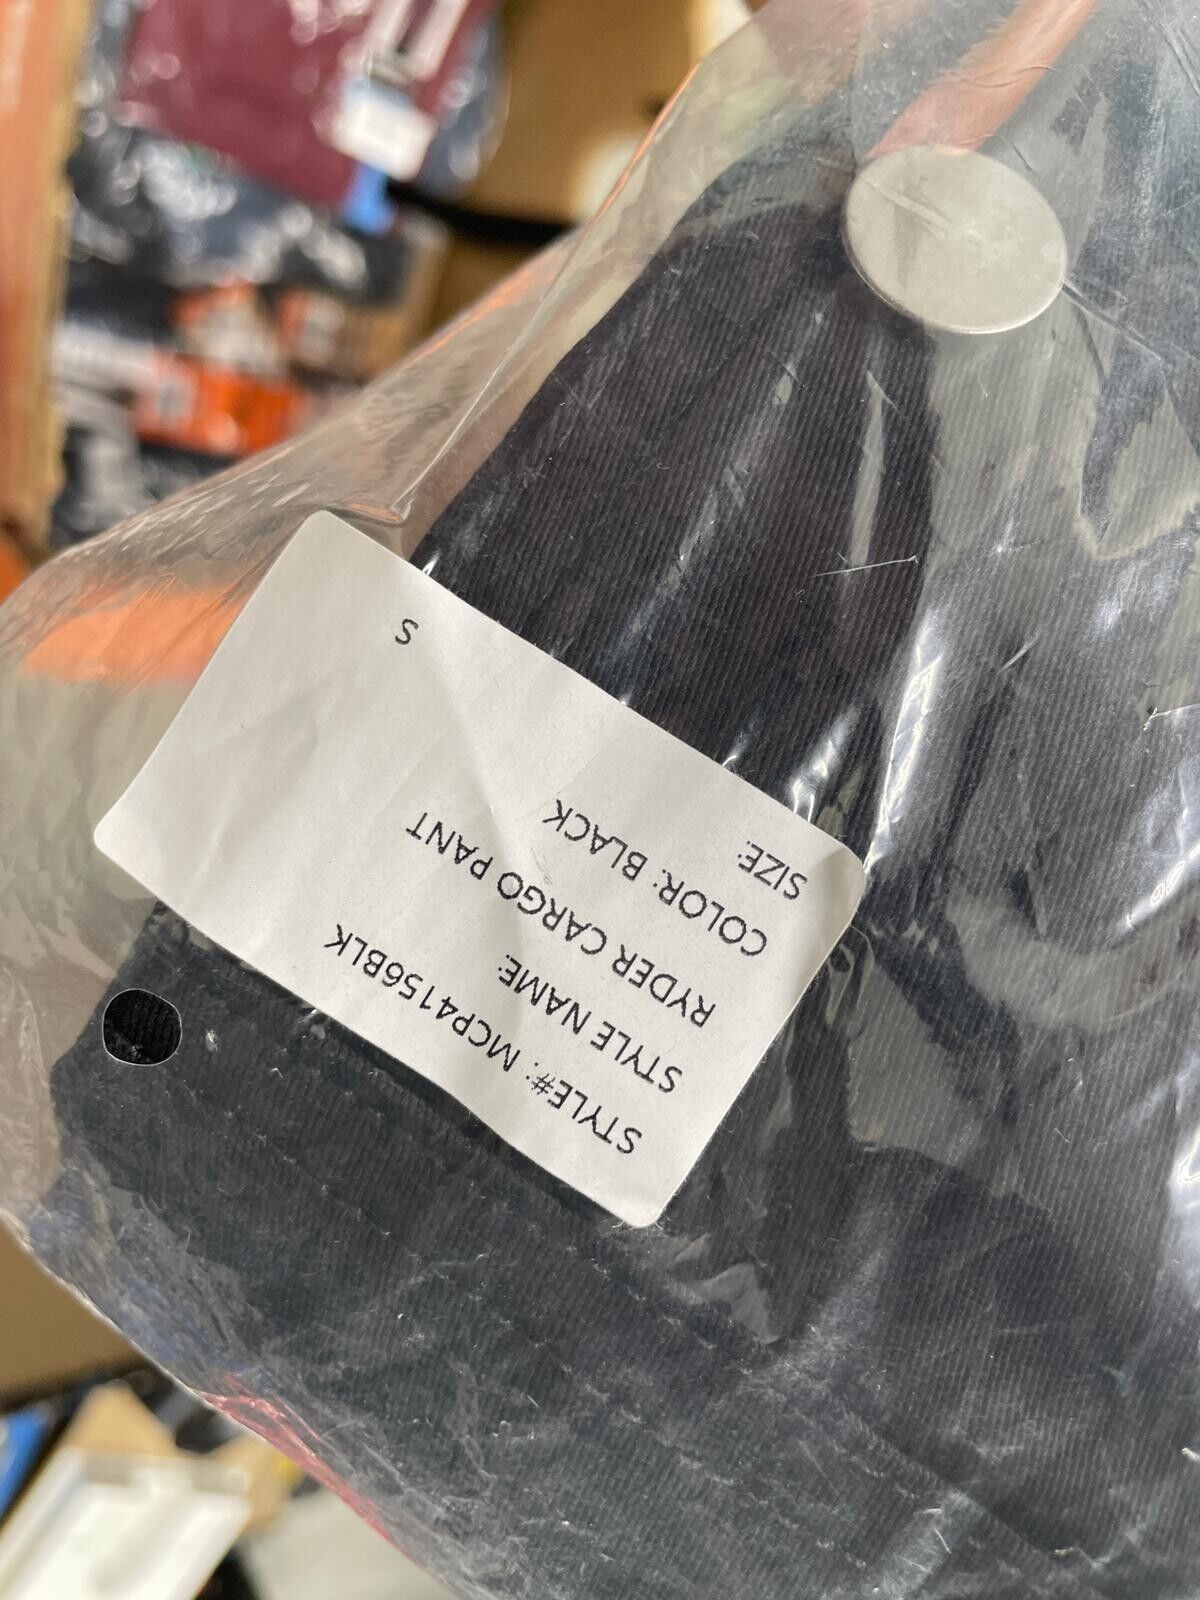 STYLE#: MCP4156BLK
STYLE NAME:
RYDER CARGO PANT
COLOR: BLACK
SIZE:
S